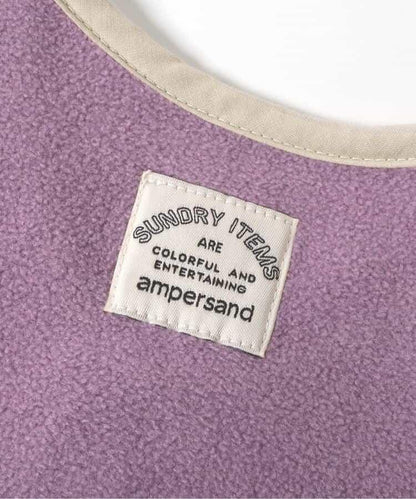 SUNDRY ITEMS
ARE
COLORFUL AND
ENTERTAINING
ampersand